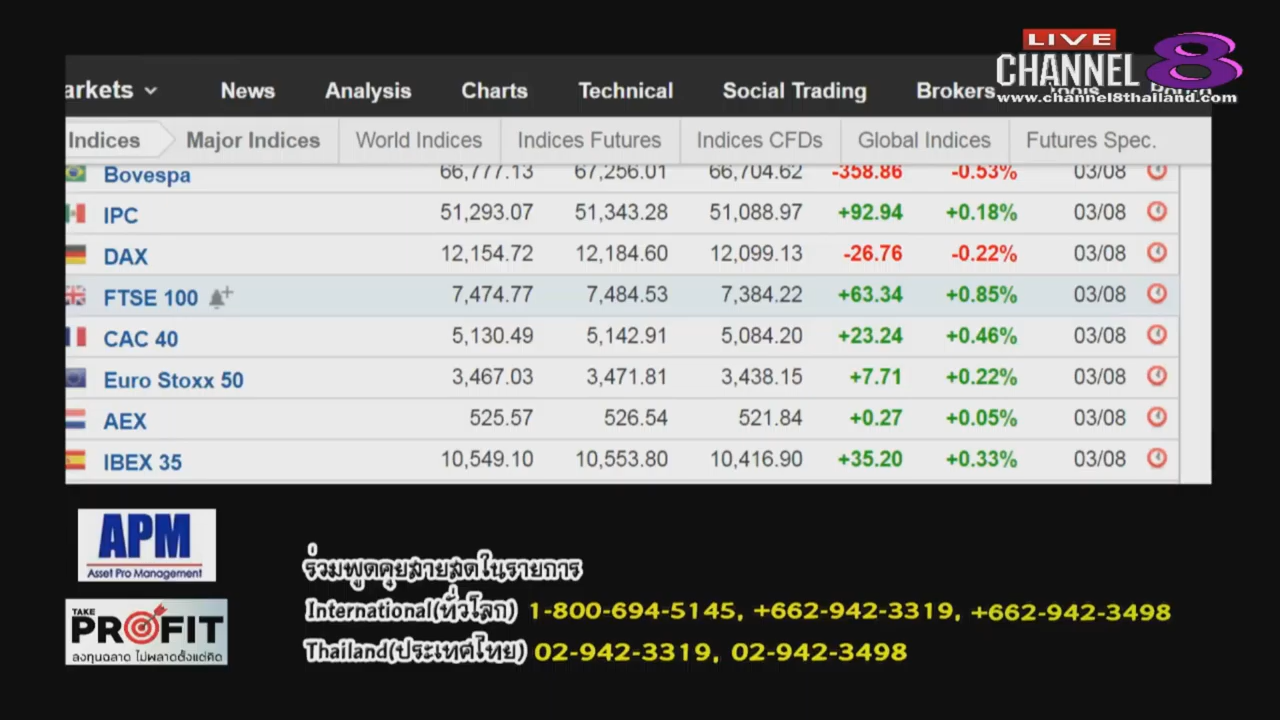 LIVE
CHANNEL 8
www.channel8thailand.com
arkets News Analysis Charts Technical Social Trading Brokers Tools
Indices Major Indices World Indices Indices Futures Indices CFDs Global Indices Futures Spec.
Bovespa 66,777.13 67,256.01 66,704.62 -358.86 -0.53% 03/08
IPC 51,293.07 51,343.28 51,088.97 +92.94 +0.18% 03/08
DAX 12,154.72 12,184.60 12,099.13 -26.76 -0.22% 03/08
FTSE 100 7,474.77 7,484.53 7,384.22 +63.34 +0.85% 03/08
CAC 40 5,130.49 5,142.91 5,084.20 +23.24 +0.46% 03/08
Euro Stoxx 50 3,467.03 3,471.81 3,438.15 +7.71 +0.22% 03/08
AEX 525.57 526.54 521.84 +0.27 +0.05% 03/08
IBEX 35 10,549.10 10,553.80 10,416.90 +35.20 +0.33% 03/08
APM
Asset Pro Management
TAKE
PROFIT
ลงทุนฉลาด ไม่พลาดตั้งแต่คิด
ร่วมพูดคุยสายสดในรายการ
International(ทั่วโลก) 1-800-694-5145, +662-942-3319, +662-942-3498
Thailand(ประเทศไทย) 02-942-3319, 02-942-3498